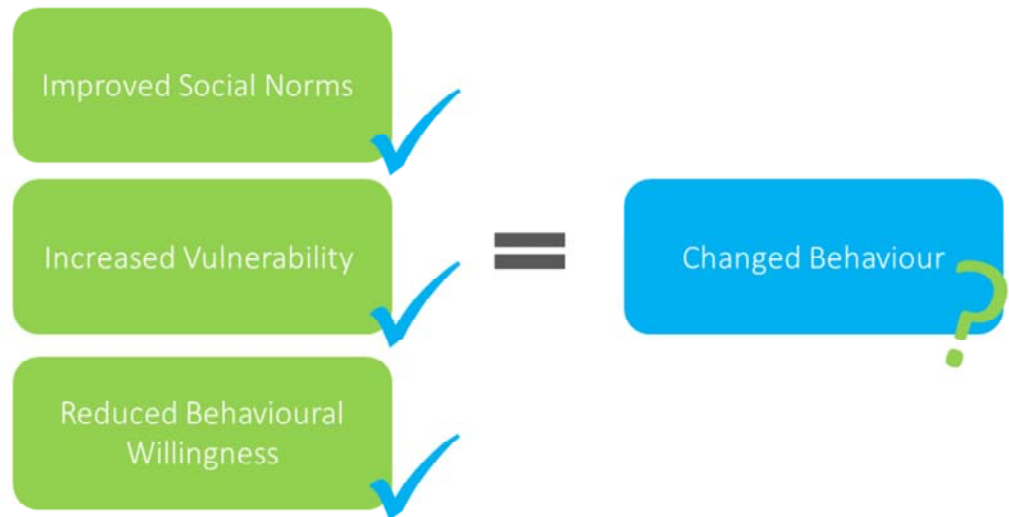 Improved Social Norms
Increased Vulnerability
=
Changed Behaviour
?
Reduced Behavioural
Willingness